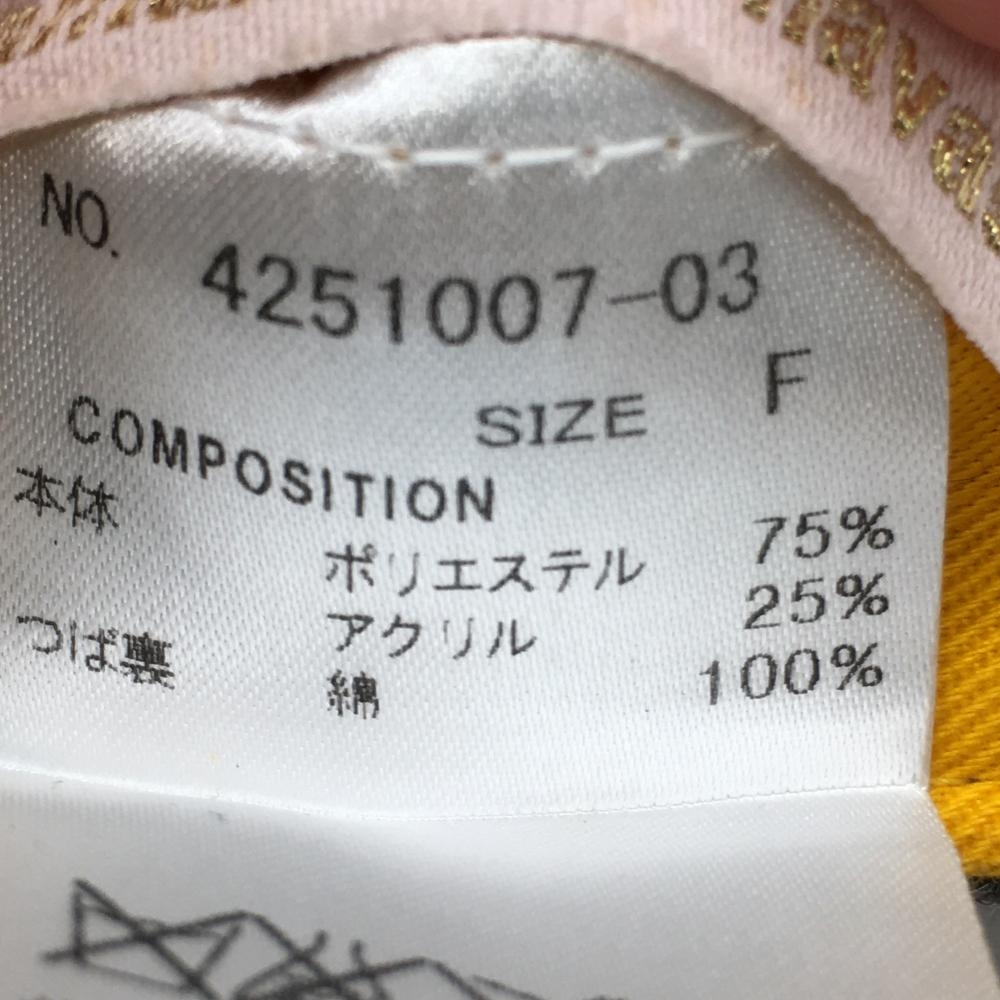 NO.
4251007-03
SIZE F
COMPOSITION
本体 ポリエステル 75%
アクリル 25%
つば裏 綿 100%